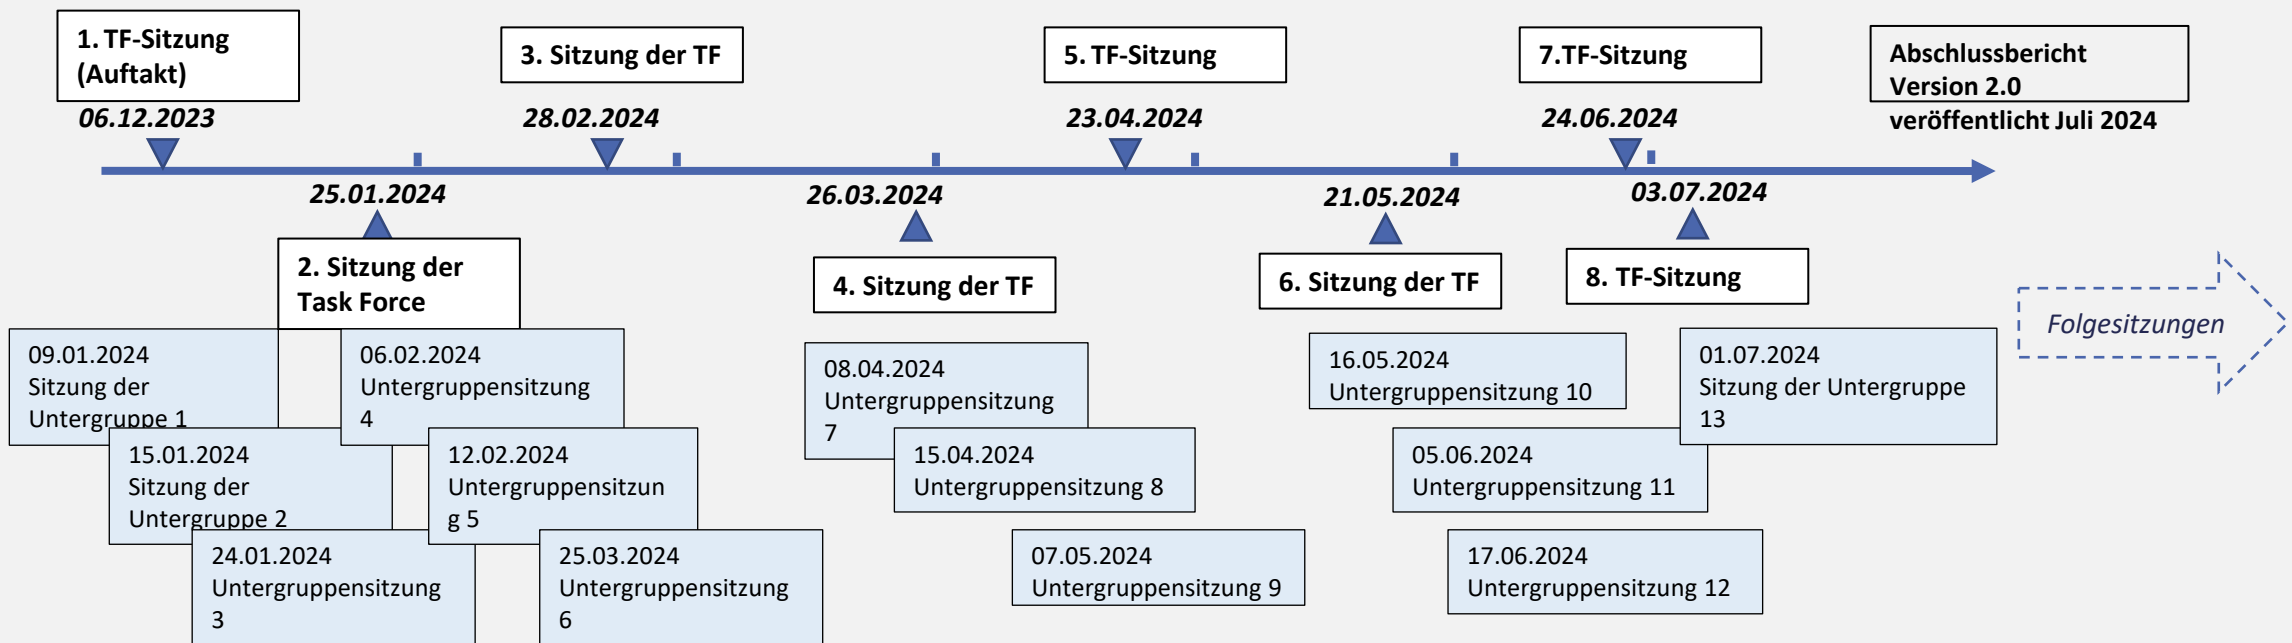 1. TF-Sitzung
(Auftakt)
06.12.2023
3. Sitzung der TF
28.02.2024
5. TF-Sitzung
23.04.2024
7.TF-Sitzung
24.06.2024
Abschlussbericht
Version 2.0
veröffentlicht Juli 2024
25.01.2024
2. Sitzung der
Task Force
26.03.2024
4. Sitzung der TF
21.05.2024
6. Sitzung der TF
03.07.2024
8. TF-Sitzung
09.01.2024
Sitzung der
Untergruppe 1
15.01.2024
Sitzung der
Untergruppe 2
24.01.2024
Untergruppensitzung
3
06.02.2024
Untergruppensitzung
4
12.02.2024
Untergruppensitzun
g 5
25.03.2024
Untergruppensitzung
6
08.04.2024
Untergruppensitzung
7
15.04.2024
Untergruppensitzung 8
07.05.2024
Untergruppensitzung 9
16.05.2024
Untergruppensitzung 10
05.06.2024
Untergruppensitzung 11
17.06.2024
Untergruppensitzung 12
01.07.2024
Sitzung der Untergruppe
13
Folgesitzungen